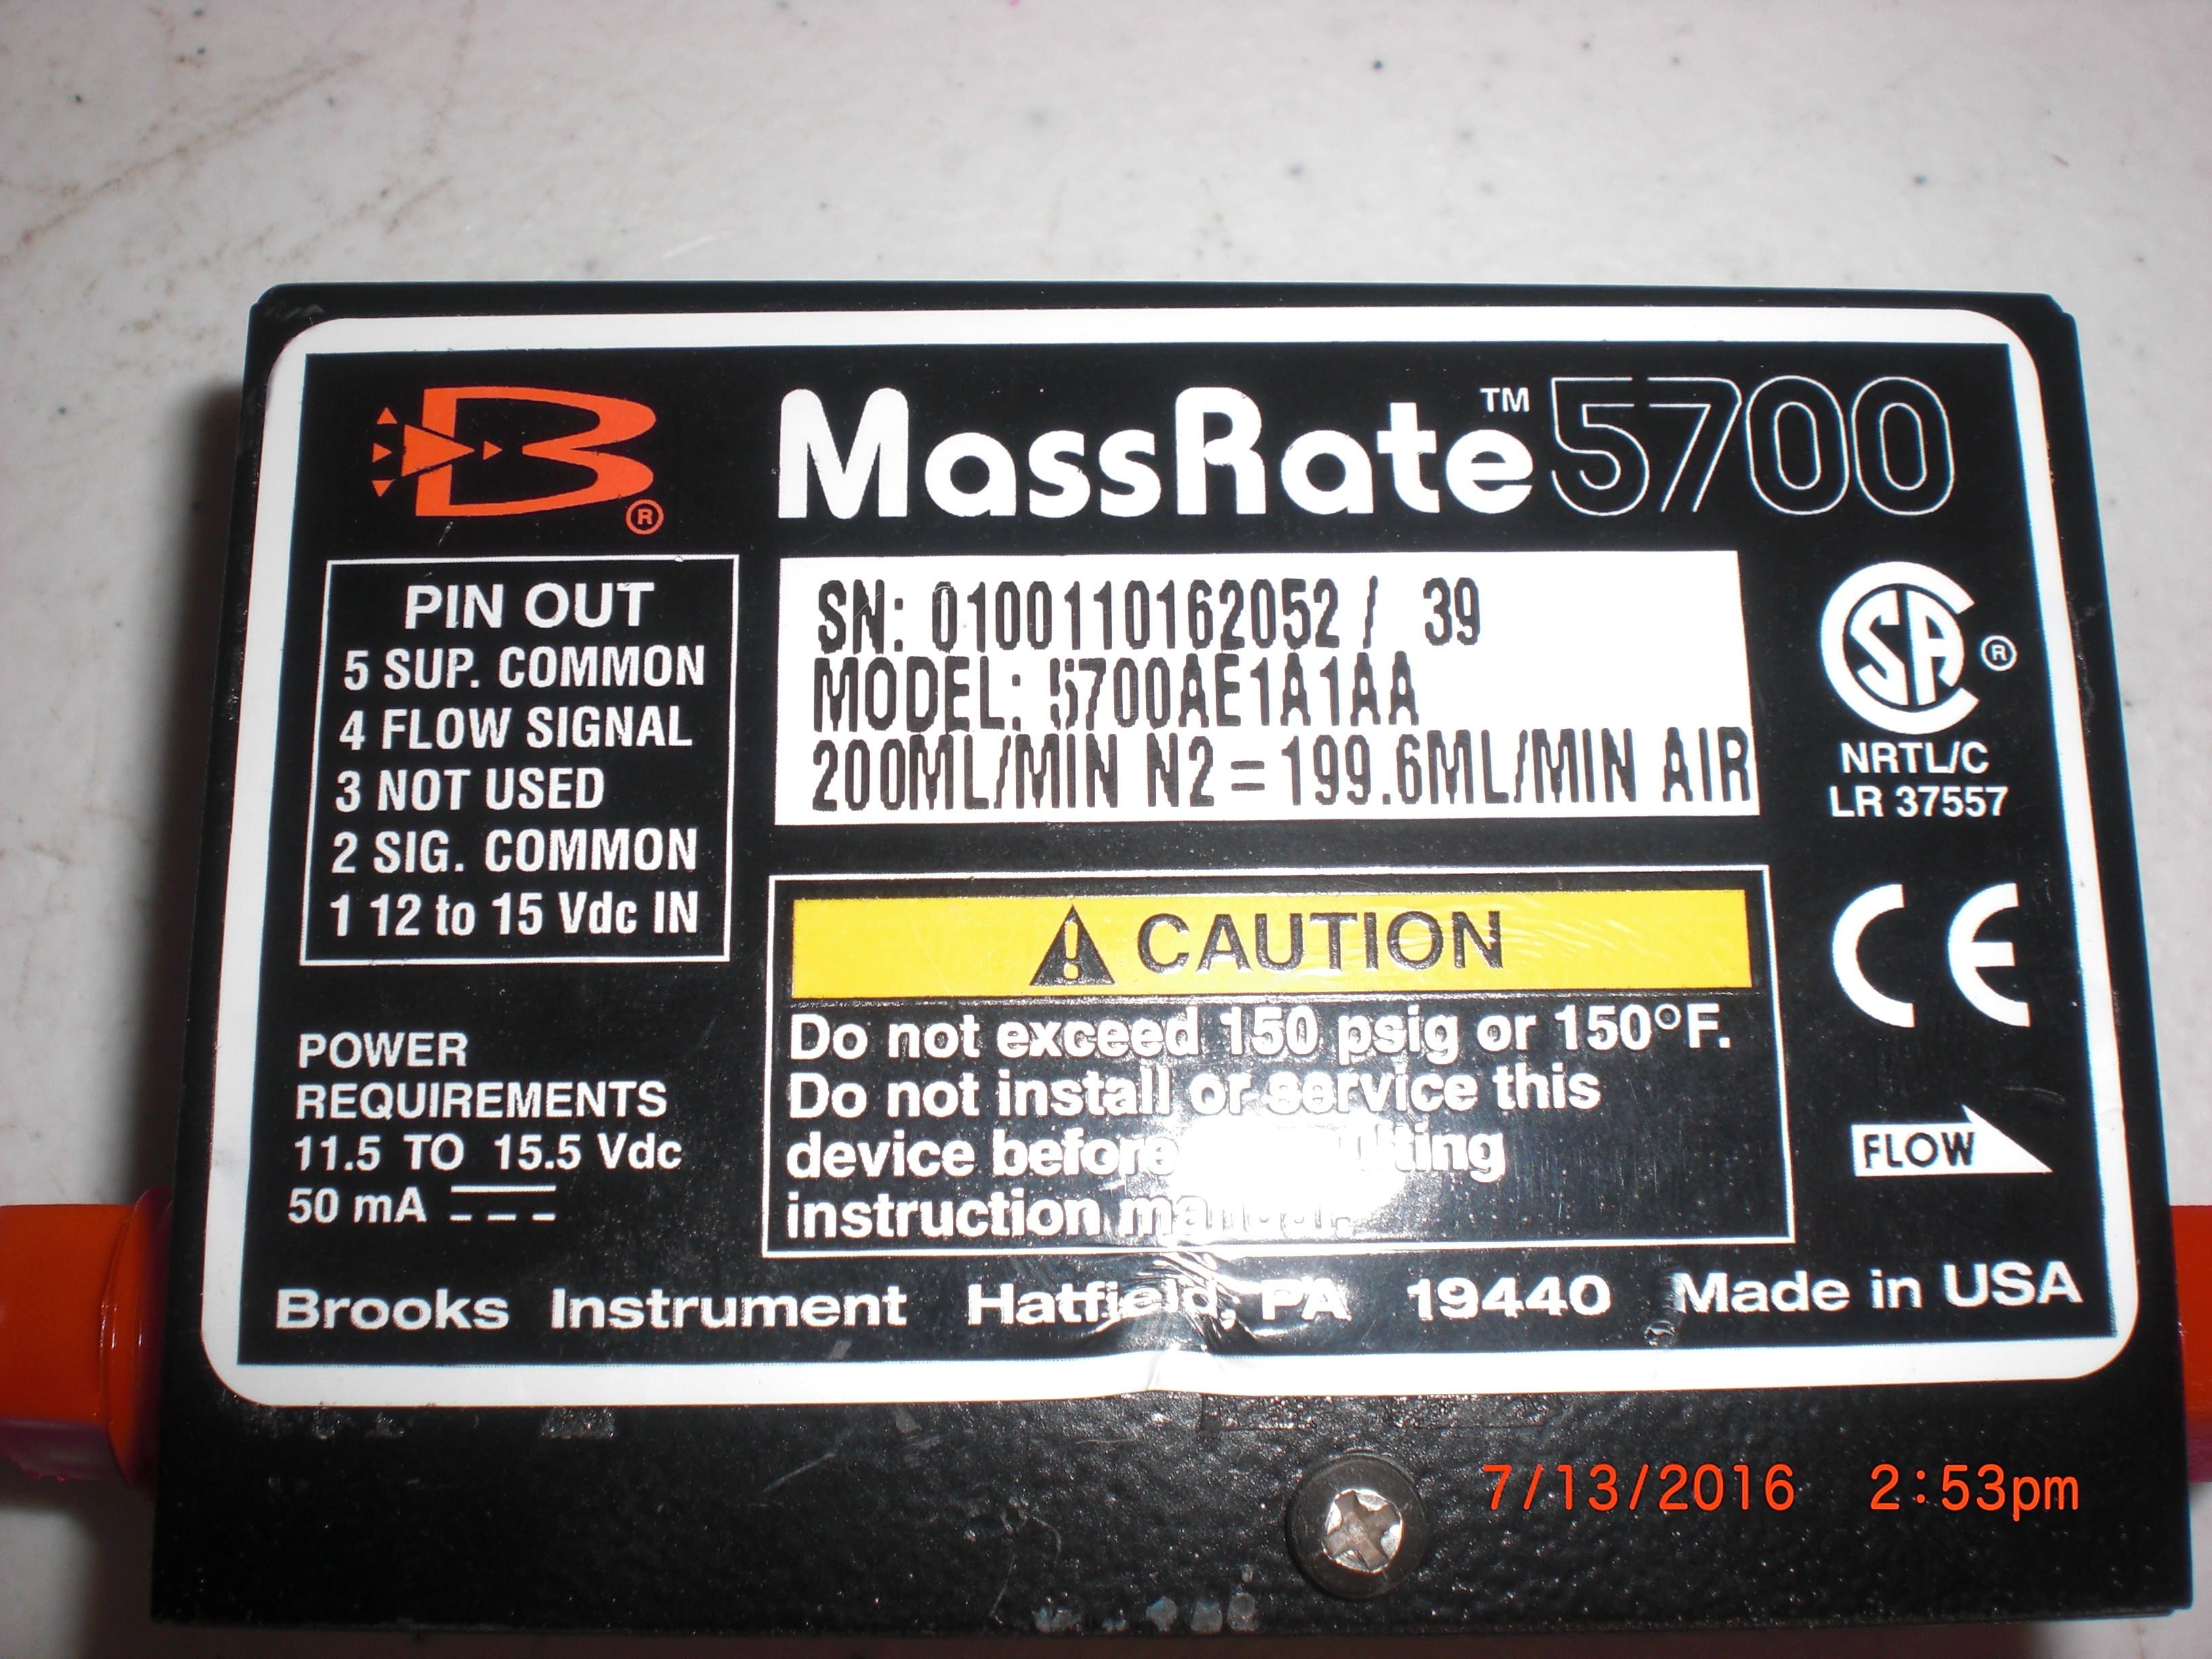 B®
MassRate™5700
PIN OUT
5 SUP. COMMON
4 FLOW SIGNAL
3 NOT USED
2 SIG. COMMON
1 12 to 15 Vdc IN
SN: 0100110162052 / 39
MODEL: 5700AE1A1AA
200ML/MIN N2 = 199.6ML/MIN AIR
SA ®
NRTL/C
LR 37557
CE
FLOW
CAUTION
Do not exceed 150 psig or 150°F.
Do not install or service this
device before
instruction
POWER
REQUIREMENTS
11.5 TO 15.5 Vdc
50 mA
Brooks Instrument Hatfield, PA 19440 Made in USA
7/13/2016 2:53pm